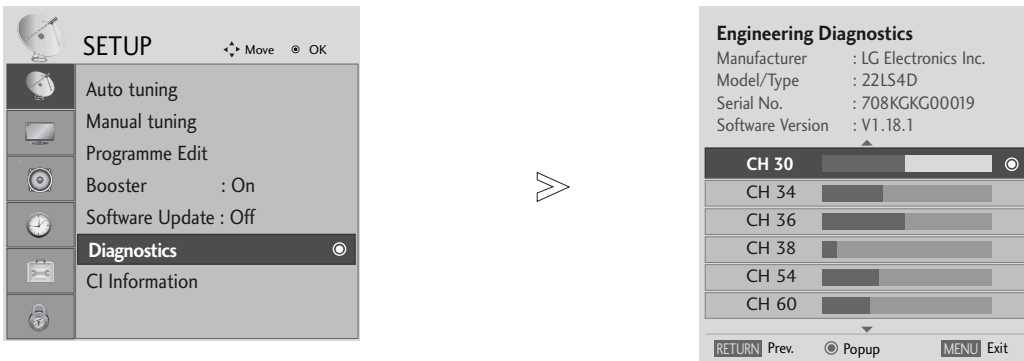 SETUP
Move
OK
Auto tuning
Manual tuning
Programme Edit
Booster : On
Software Update : Off
Diagnostics
CI Information
Engineering Diagnostics
Manufacturer : LG Electronics Inc.
Model/Type : 22LS4D
Serial No. : 708KGKG00019
Software Version : V1.18.1
CH 30
CH 34
CH 36
CH 38
CH 54
CH 60
RETURN Prev.
Popup
MENU Exit